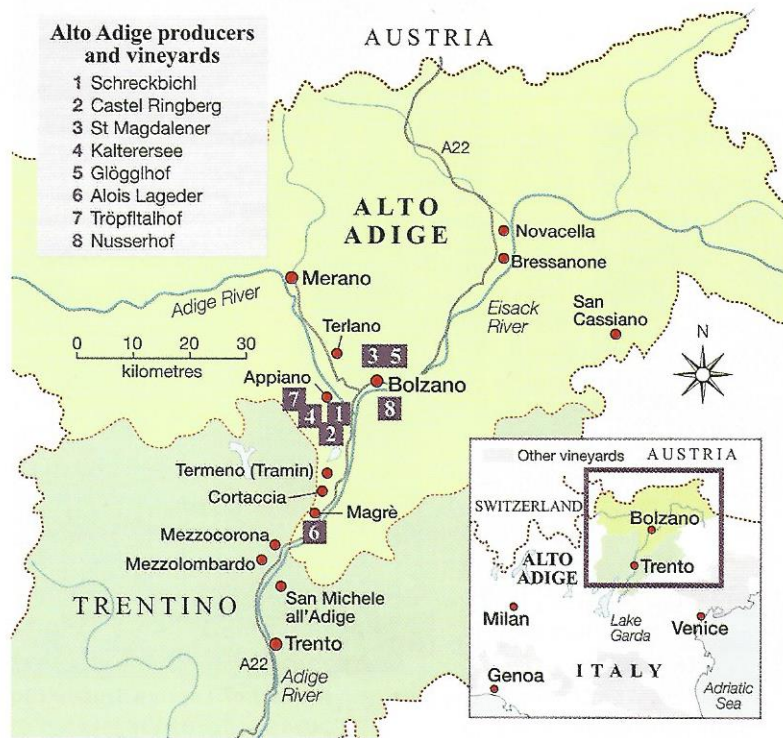 Alto Adige producers
and vineyards
1 Schreckbichl
2 Castel Ringberg
3 St Magdalener
4 Kalterersee
5 Glögglhof
6 Alois Lageder
7 Tröpfltalhof
8 Nusserhof
AUSTRIA
A22
ALTO
ADIGE
Novacella
Bressanone
Merano
Adige River
Eisack
River
San
Cassiano
Terlano
N
0 10 20 30
kilometres
3 5
Bolzano
Appiano
7
4
1
8
2
Termeno (Tramin)
Cortaccia
Magrè
6
Mezzocorona
Mezzolombardo
TRENTINO
San Michele
all'Adige
Trento
A22
Adige
River
Other vineyards
AUSTRIA
SWITZERLAND
Bolzano
ALTO
ADIGE
Trento
Milan
Lake
Garda
Venice
ITALY
Genoa
Adriatic
Sea